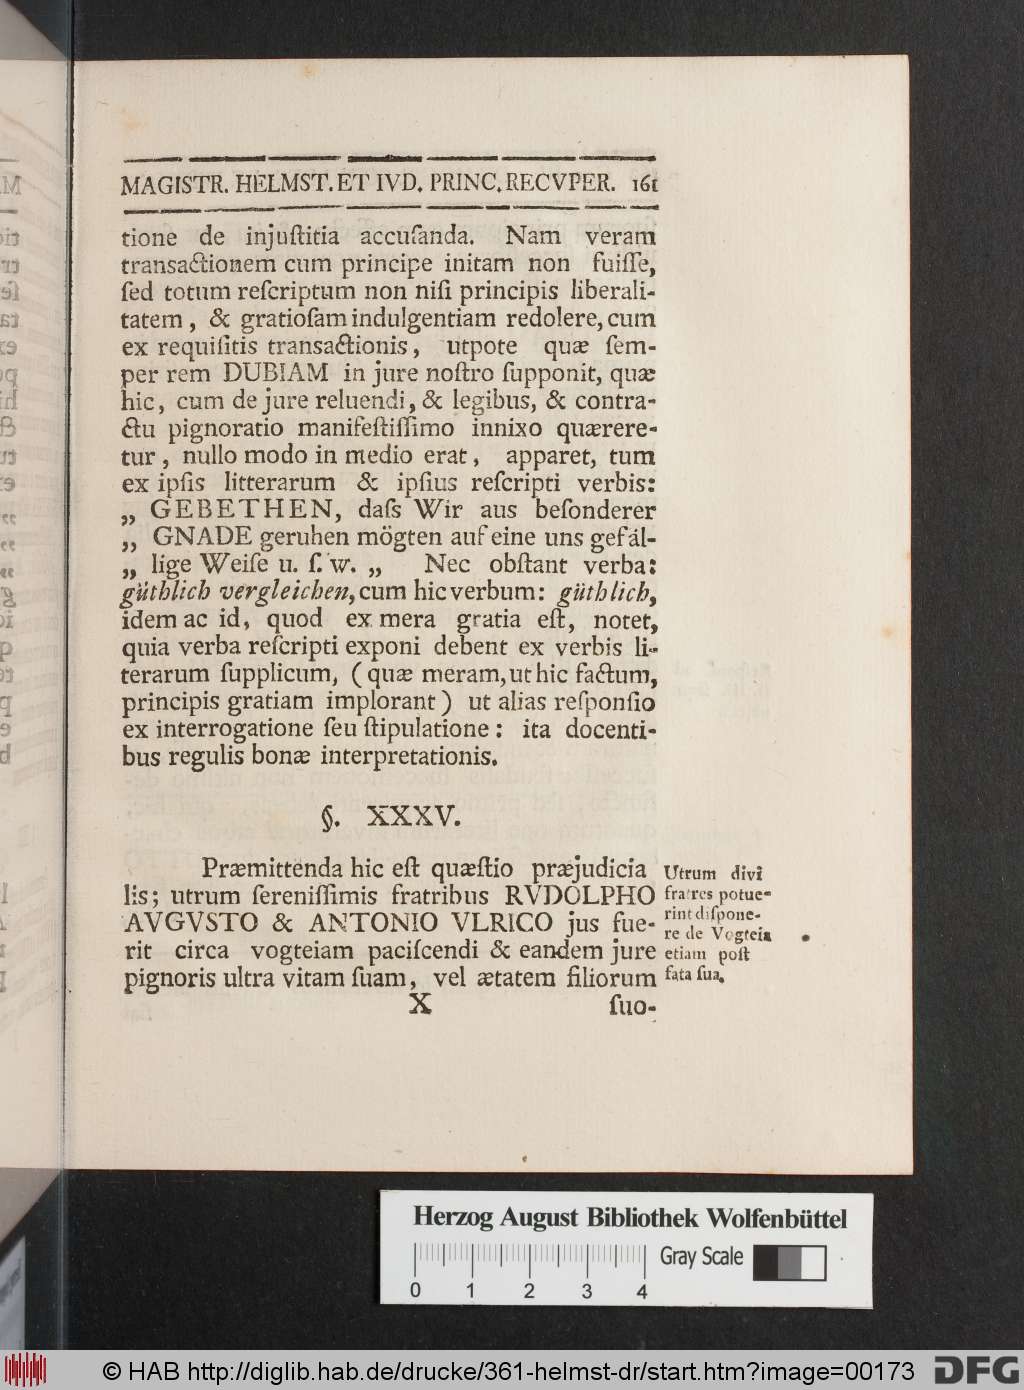 MAGISTR. HELMST. ET IVD. PRINC. RECVPER. 161
tione de injuſtitia accuſanda. Nam veram
transactionem cum principe initam non fuiſſe,
ſed totum reſcriptum non niſi principis liberali-
tatem, & gratioſam indulgentiam redolere, cum
ex requiſitis transactionis, utpote quæ ſem-
per rem DUBIAM in jure noſtro ſupponit, quæ
hic, cum de jure reluendi, & legibus, & contra-
ctu pignoratio manifeſtiſſimo innixo quærere-
tur, nullo modo in medio erat, apparet, tum
ex ipſis litterarum & ipſius reſcripti verbis:
„ GEBETHEN, daſs Wir aus beſonderer
„ GNADE geruhen mögten auf eine uns gefäl-
„ lige Weiſe u. ſ. w. „ Nec obſtant verba:
güthlich vergleichen, cum hic verbum: güthlich,
idem ac id, quod ex mera gratia eſt, notet,
quia verba reſcripti exponi debent ex verbis li-
terarum ſupplicum, (quæ meram, ut hic factum,
principis gratiam implorant) ut alias reſponſio
ex interrogatione ſeu ſtipulatione: ita docenti-
bus regulis bonæ interpretationis.
§. XXXV.
Præmittenda hic eſt quæſtio præjudicia
lis; utrum ſereniſſimis fratribus RVDOLPHO
AVGVSTO & ANTONIO VLRICO jus fue-
rit circa vogteiam paciſcendi & eandem jure
pignoris ultra vitam ſuam, vel ætatem filiorum
X ſuo-
Utrum divi
fratres potue-
rint diſpone-
re de Vogteia
etiam poſt
fata ſua.
Herzog August Bibliothek Wolfenbüttel
Gray Scale
0 1 2 3 4
© HAB http://diglib.hab.de/drucke/361-helmst-dr/start.htm?image=00173
DFG